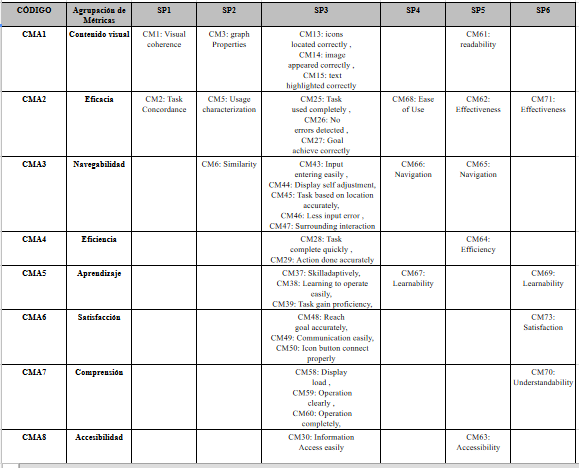 CÓDIGO Agrupación de Métricas SP1 SP2 SP3 SP4 SP5 SP6
CMA1 Contenido visual CM1: Visual coherence CM3: graph Properties CM13: icons located correctly , CM14: image appeared correctly , CM15: text highlighted correctly CM61: readability
CMA2 Eficacia CM2: Task Concordance CM5: Usage characterization CM25: Task used completely , CM26: No errors detected , CM27: Goal achieve correctly CM68: Ease of Use CM62: Effectiveness CM71: Effectiveness
CMA3 Navegabilidad CM6: Similarity CM43: Input entering easily , CM44: Display self adjustment, CM45: Task based on location accurately, CM46: Less input error , CM47: Surrounding interaction CM66: Navigation CM65: Navigation
CMA4 Eficiencia CM28: Task complete quickly , CM29: Action done accurately CM64: Efficiency
CMA5 Aprendizaje CM37: Skilladaptively, CM38: Learning to operate easily, CM39: Task gain proficiency, CM67: Learnability CM69: Learnability
CMA6 Satisfacción CM48: Reach goal accurately, CM49: Communication easily, CM50: Icon button connect properly CM73: Satisfaction
CMA7 Comprensión CM58: Display load , CM59: Operation clearly , CM60: Operation completely, CM70: Understandability
CMA8 Accesibilidad CM30: Information Access easily CM63: Accessibility